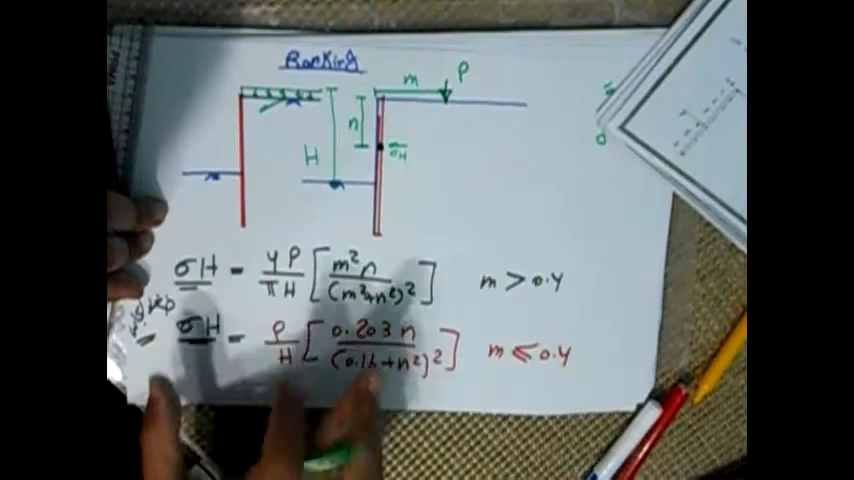 Ranking
m P
n
H σH
σH = 4P/πH [m²n/(m²+n²)²] m > 0.4
σH = P/H [0.203n/(0.16+n²)²] m ≤ 0.4